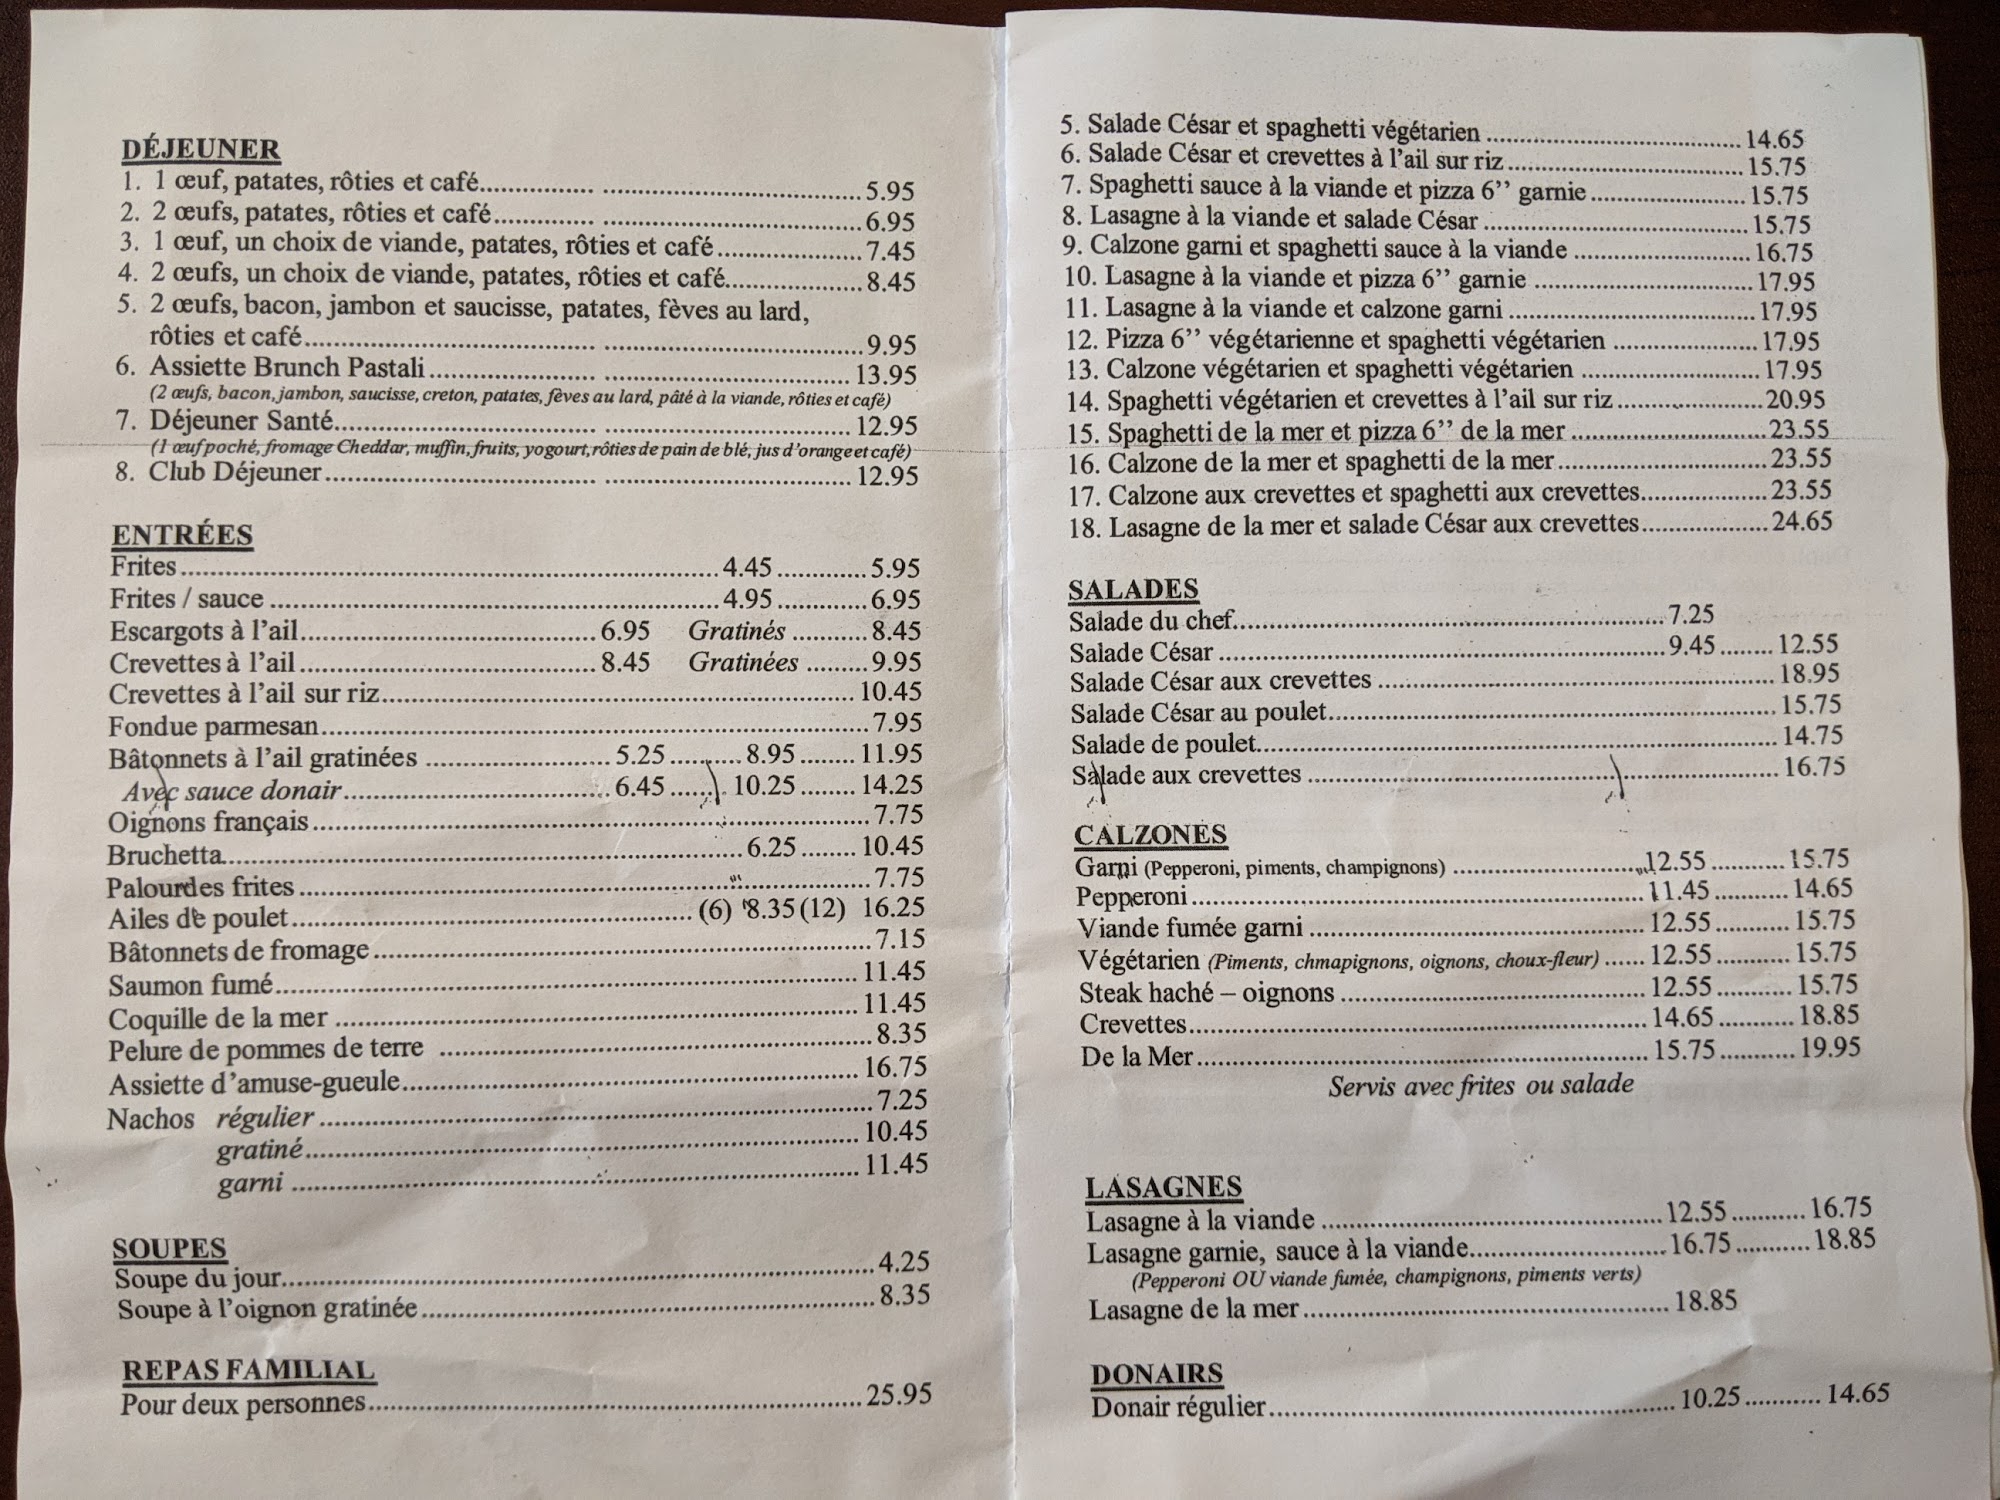 DÉJEUNER
1. 1 œuf, patates, rôties et café.......... 5.95
2. 2 œufs, patates, rôties et café.......... 6.95
3. 1 œuf, un choix de viande, patates, rôties et café.......... 7.45
4. 2 œufs, un choix de viande, patates, rôties et café.......... 8.45
5. 2 œufs, bacon, jambon et saucisse, patates, fèves au lard,
rôties et café.......... 9.95
6. Assiette Brunch Pastali.......... 13.95
(2 œufs, bacon, jambon, saucisse, creton, patates, fèves au lard, pâté à la viande, rôties et café)
7. Déjeuner Santé.......... 12.95
(1 œuf poché, fromage Cheddar, muffin, fruits, yogourt, rôties de pain de blé, jus d'orange et café)
8. Club Déjeuner.......... 12.95
ENTRÉES
Frites.......... 4.45.......... 5.95
Frites / sauce.......... 4.95.......... 6.95
Escargots à l'ail.......... 6.95 Gratinés.......... 8.45
Crevettes à l'ail.......... 8.45 Gratinées.......... 9.95
Crevettes à l'ail sur riz.......... 10.45
Fondue parmesan.......... 7.95
Bâtonnets à l'ail gratinées.......... 5.25.......... 8.95........ 11.95
Avec sauce donair.......... 6.45........ 10.25........ 14.25
Oignons français.......... 7.75
Bruchetta.......... 6.25........ 10.45
Palourdes frites.......... 7.75
Ailes de poulet.......... (6) 8.35 (12) 16.25
Bâtonnets de fromage.......... 7.15
Saumon fumé.......... 11.45
Coquille de la mer.......... 11.45
Pelure de pommes de terre.......... 8.35
Assiette d'amuse-gueule.......... 16.75
Nachos régulier.......... 7.25
gratiné.......... 10.45
garni.......... 11.45
SOUPES
Soupe du jour.......... 4.25
Soupe à l'oignon gratinée.......... 8.35
REPAS FAMILIAL
Pour deux personnes.......... 25.95
5. Salade César et spaghetti végétarien.......... 14.65
6. Salade César et crevettes à l'ail sur riz.......... 15.75
7. Spaghetti sauce à la viande et pizza 6'' garnie.......... 15.75
8. Lasagne à la viande et salade César.......... 15.75
9. Calzone garni et spaghetti sauce à la viande.......... 16.75
10. Lasagne à la viande et pizza 6'' garnie.......... 17.95
11. Lasagne à la viande et calzone garni.......... 17.95
12. Pizza 6'' végétarienne et spaghetti végétarien.......... 17.95
13. Calzone végétarien et spaghetti végétarien.......... 17.95
14. Spaghetti végétarien et crevettes à l'ail sur riz.......... 20.95
15. Spaghetti de la mer et pizza 6'' de la mer.......... 23.55
16. Calzone de la mer et spaghetti de la mer.......... 23.55
17. Calzone aux crevettes et spaghetti aux crevettes.......... 23.55
18. Lasagne de la mer et salade César aux crevettes.......... 24.65
SALADES
Salade du chef.......... 7.25
Salade César.......... 9.45........ 12.55
Salade César aux crevettes.......... 18.95
Salade César au poulet.......... 15.75
Salade de poulet.......... 14.75
Salade aux crevettes.......... 16.75
CALZONES
Garni (Pepperoni, piments, champignons).......... 12.55.......... 15.75
Pepperoni.......... 11.45.......... 14.65
Viande fumée garni.......... 12.55.......... 15.75
Végétarien (Piments, chmapignons, oignons, choux-fleur)...... 12.55.......... 15.75
Steak haché – oignons.......... 12.55.......... 15.75
Crevettes.......... 14.65.......... 18.85
De la Mer.......... 15.75.......... 19.95
Servis avec frites ou salade
LASAGNES
Lasagne à la viande.......... 12.55.......... 16.75
Lasagne garnie, sauce à la viande.......... 16.75.......... 18.85
(Pepperoni OU viande fumée, champignons, piments verts)
Lasagne de la mer.......... 18.85
DONAIRS
Donair régulier.......... 10.25.......... 14.65